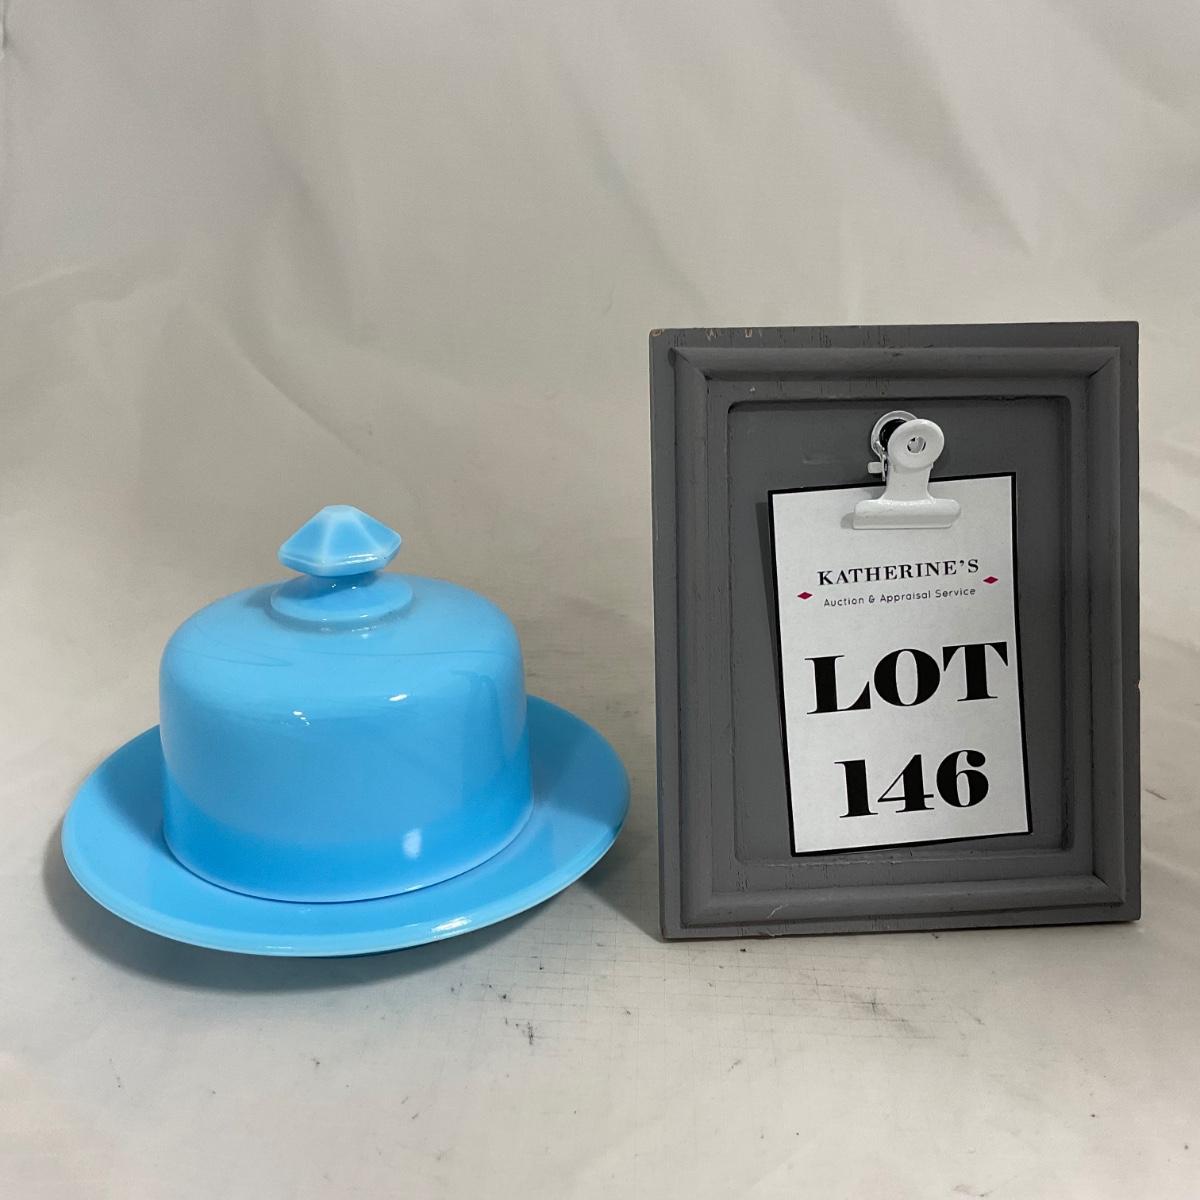 KATHERINE'S
Auction & Appraisal Service
LOT
146